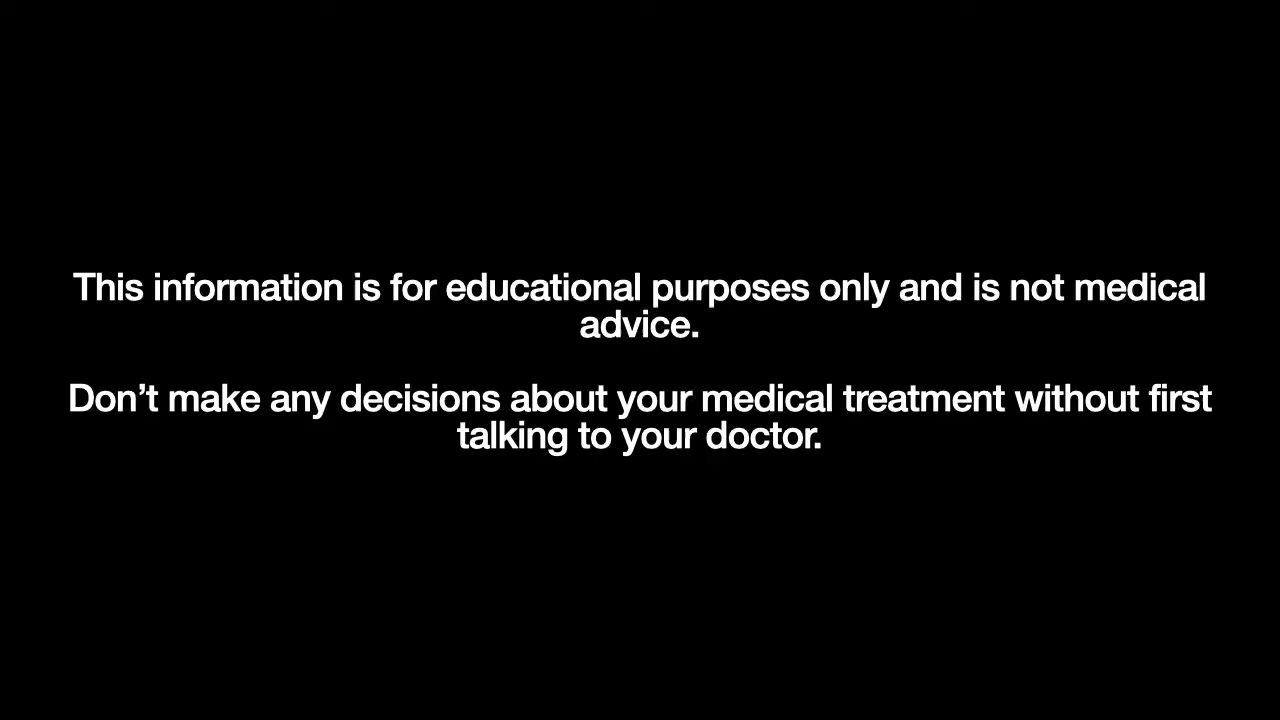 This information is for educational purposes only and is not medical
advice.
Don’t make any decisions about your medical treatment without first
talking to your doctor.